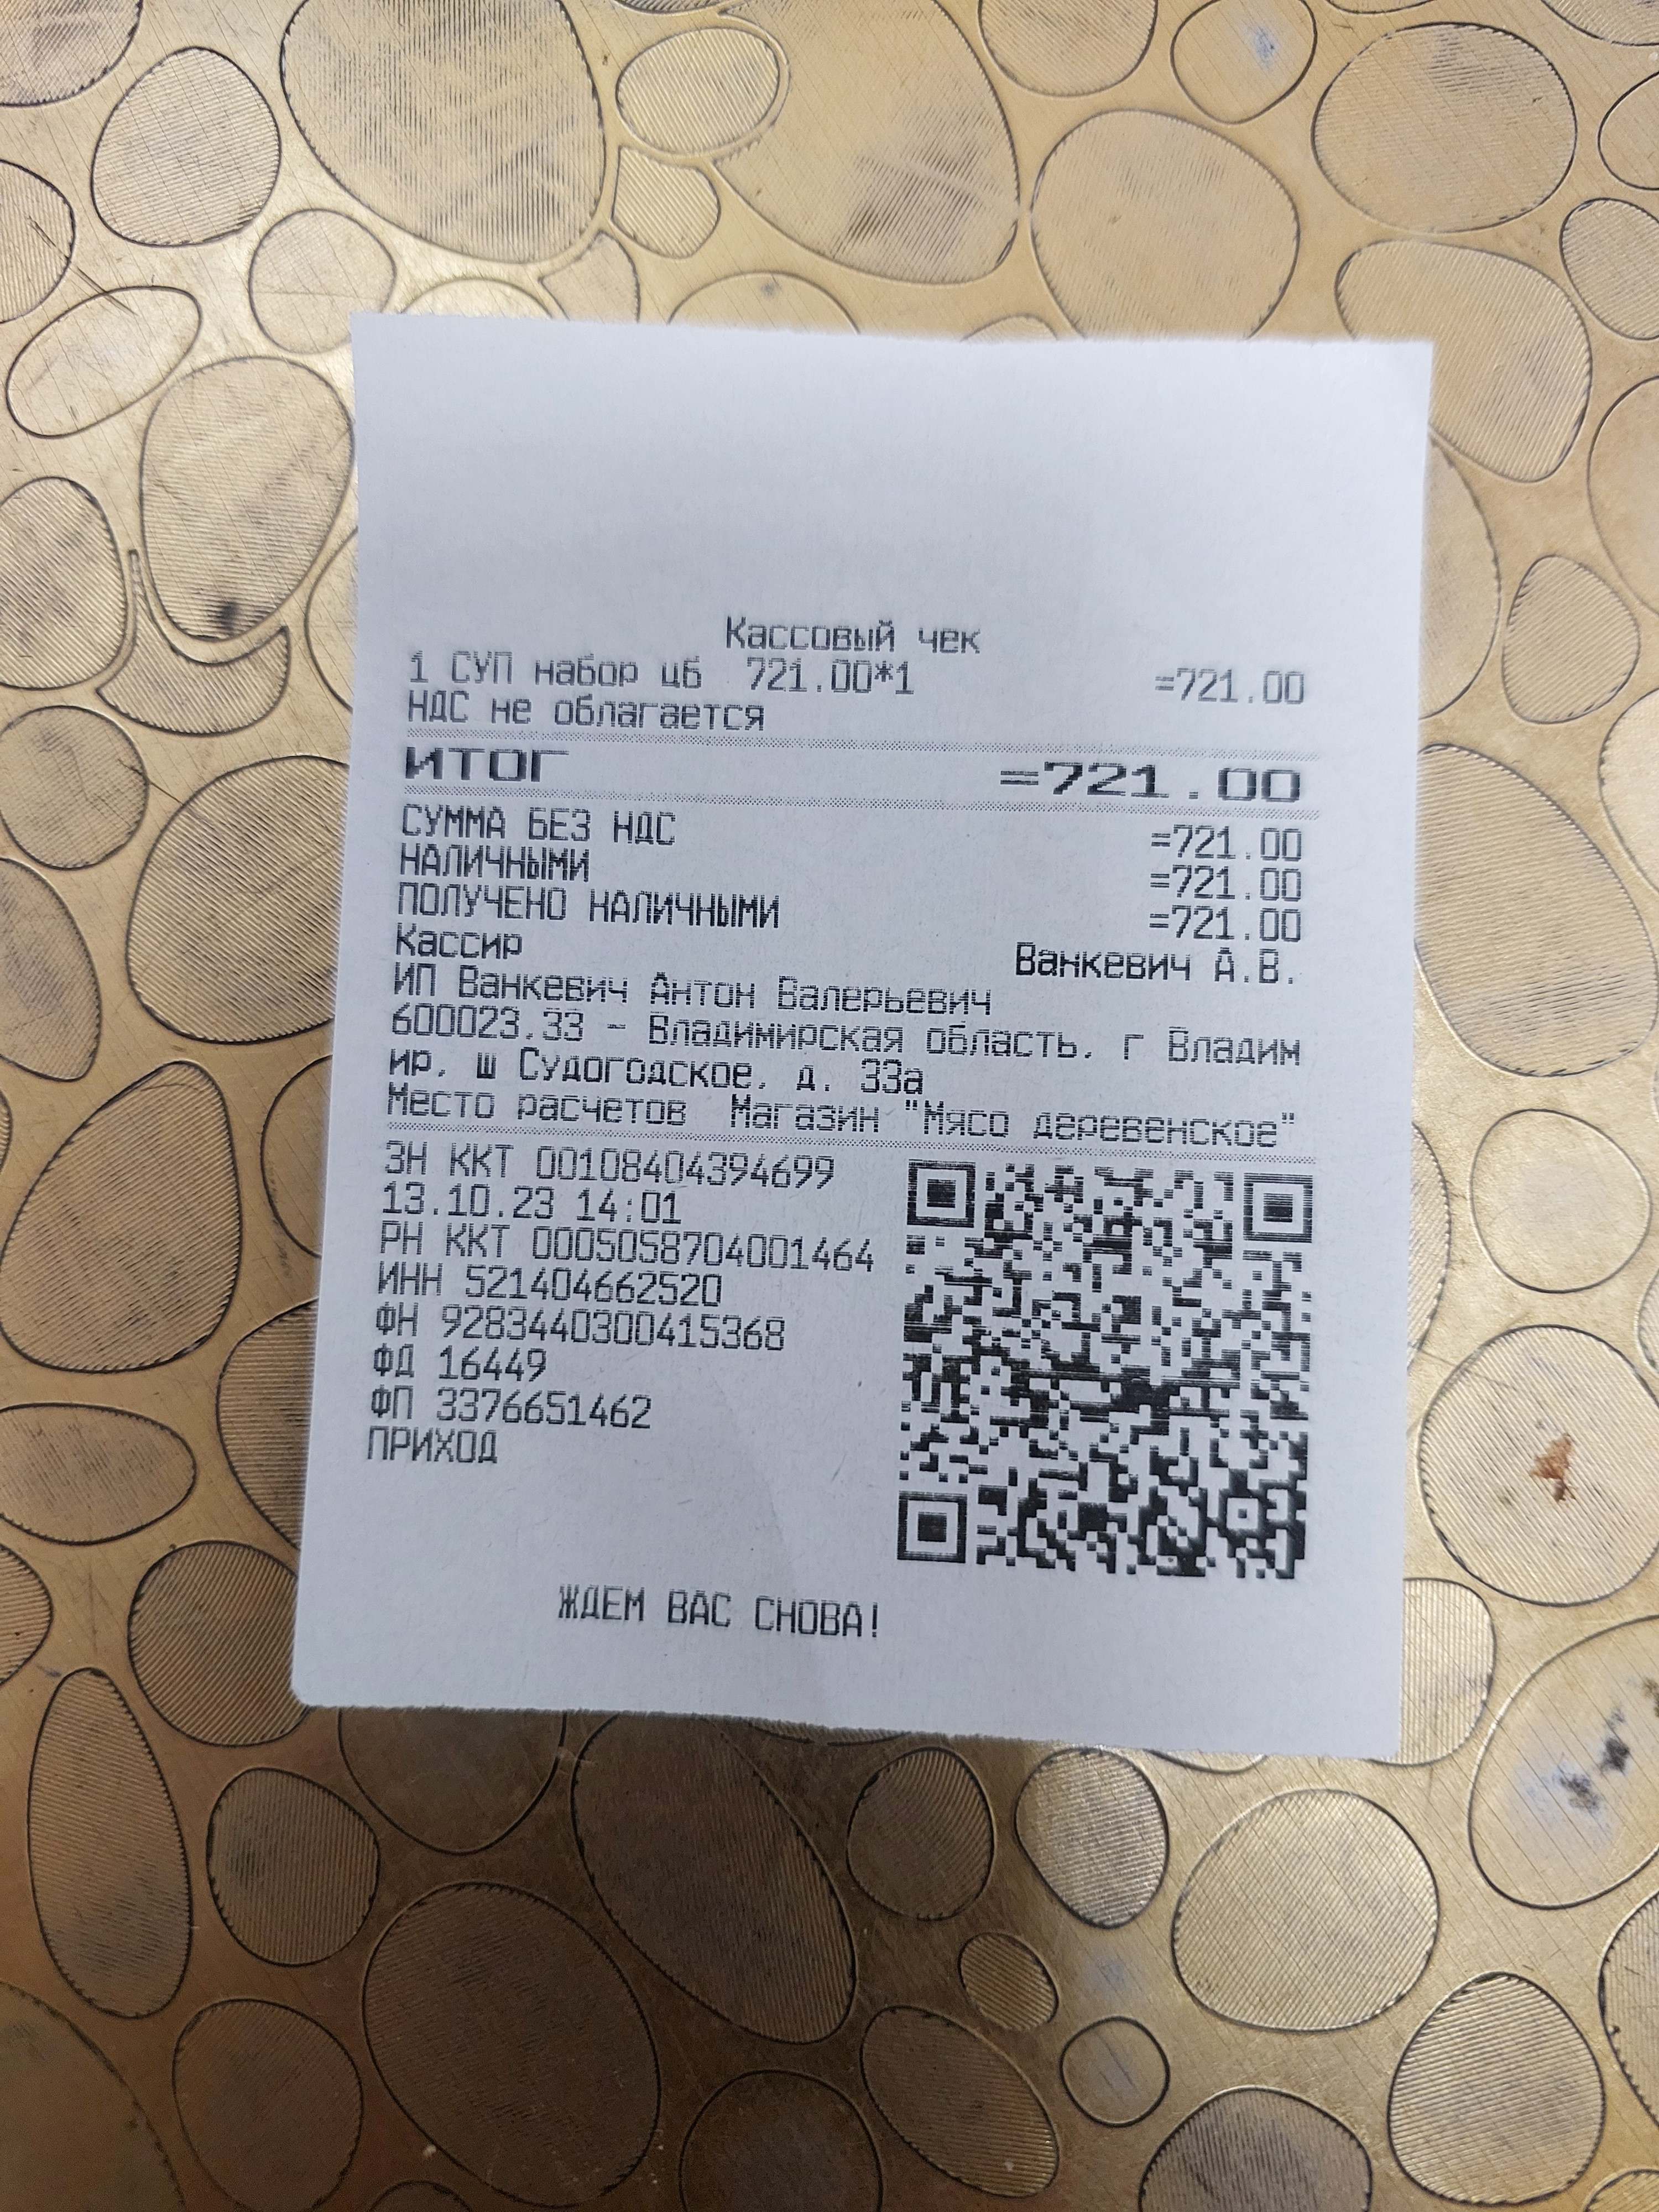 Кассовый чек
1 СУП набор цб 721.00*1 =721.00
НДС не облагается
ИТОГ =721.00
СУММА БЕЗ НДС =721.00
НАЛИЧНЫМИ =721.00
ПОЛУЧЕНО НАЛИЧНЫМИ =721.00
Кассир Ванкевич А.В.
ИП Ванкевич Антон Валерьевич
600023,33 - Владимирская область, г Владим
ир, ш Судогодское, д. 33а
Место расчетов Магазин "Мясо деревенское"
ЗН ККТ 00108404394699
13.10.23 14:01
РН ККТ 0005058704001464
ИНН 521404662520
ФН 9283440300415368
ФД 16449
ФП 3376651462
ПРИХОД
ЖДЕМ ВАС СНОВА!